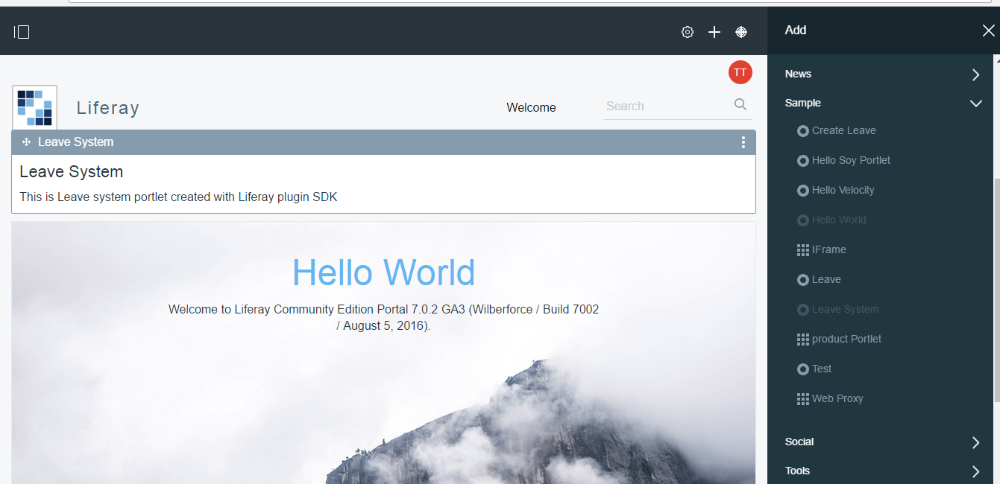 Add
TT
Liferay
Welcome
Search
Leave System
Leave System
This is Leave system portlet created with Liferay plugin SDK
Hello World
Welcome to Liferay Community Edition Portal 7.0.2 GA3 (Wilberforce / Build 7002
/ August 5, 2016).
News
Sample
Create Leave
Hello Soy Portlet
Hello Velocity
Hello World
IFrame
Leave
Leave System
product Portlet
Test
Web Proxy
Social
Tools